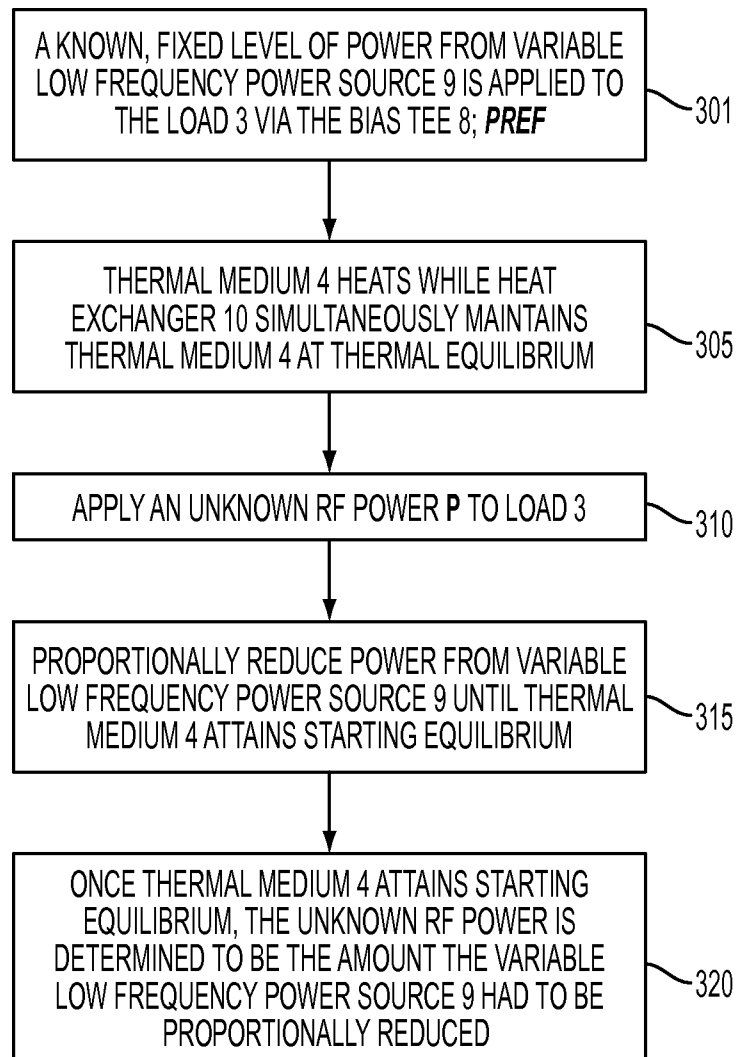 A KNOWN, FIXED LEVEL OF POWER FROM VARIABLE
LOW FREQUENCY POWER SOURCE 9 IS APPLIED TO
THE LOAD 3 VIA THE BIAS TEE 8; PREF
301
THERMAL MEDIUM 4 HEATS WHILE HEAT
EXCHANGER 10 SIMULTANEOUSLY MAINTAINS
THERMAL MEDIUM 4 AT THERMAL EQUILIBRIUM
305
APPLY AN UNKNOWN RF POWER P TO LOAD 3
310
PROPORTIONALLY REDUCE POWER FROM VARIABLE
LOW FREQUENCY POWER SOURCE 9 UNTIL THERMAL
MEDIUM 4 ATTAINS STARTING EQUILIBRIUM
315
ONCE THERMAL MEDIUM 4 ATTAINS STARTING
EQUILIBRIUM, THE UNKNOWN RF POWER IS
DETERMINED TO BE THE AMOUNT THE VARIABLE
LOW FREQUENCY POWER SOURCE 9 HAD TO BE
PROPORTIONALLY REDUCED
320